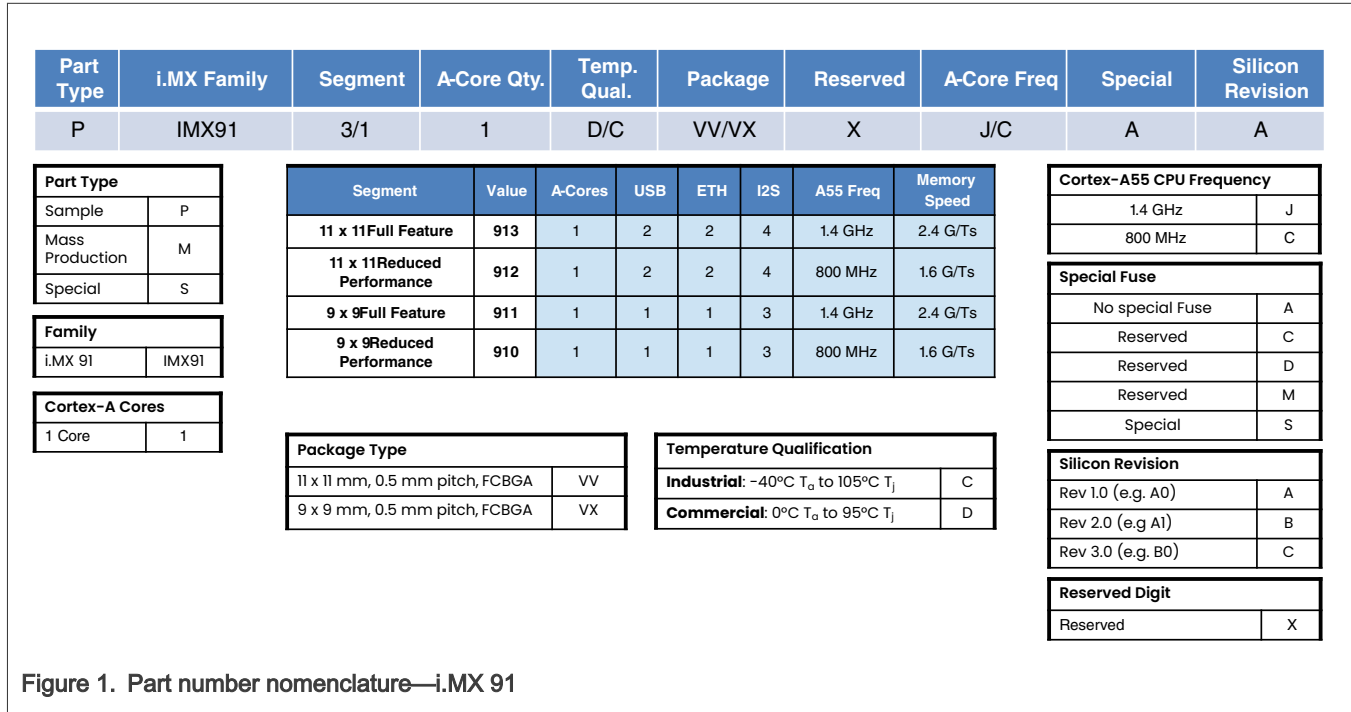 Part Type i.MX Family Segment A-Core Qty. Temp. Qual. Package Reserved A-Core Freq Special Silicon Revision
P IMX91 3/1 1 D/C VV/VX X J/C A A
Part Type
Sample P
Mass Production M
Special S
Family
i.MX 91 IMX91
Cortex-A Cores
1 Core 1
Segment Value A-Cores USB ETH I2S A55 Freq Memory Speed
11 x 11Full Feature 913 1 2 2 4 1.4 GHz 2.4 G/Ts
11 x 11Reduced Performance 912 1 2 2 4 800 MHz 1.6 G/Ts
9 x 9Full Feature 911 1 1 1 3 1.4 GHz 2.4 G/Ts
9 x 9Reduced Performance 910 1 1 1 3 800 MHz 1.6 G/Ts
Package Type
11 x 11 mm, 0.5 mm pitch, FCBGA VV
9 x 9 mm, 0.5 mm pitch, FCBGA VX
Temperature Qualification
Industrial: -40°C Ta to 105°C Tj C
Commercial: 0°C Ta to 95°C Tj D
Cortex-A55 CPU Frequency
1.4 GHz J
800 MHz C
Special Fuse
No special Fuse A
Reserved C
Reserved D
Reserved M
Special S
Silicon Revision
Rev 1.0 (e.g. A0) A
Rev 2.0 (e.g A1) B
Rev 3.0 (e.g. B0) C
Reserved Digit
Reserved X
Figure 1. Part number nomenclature—i.MX 91